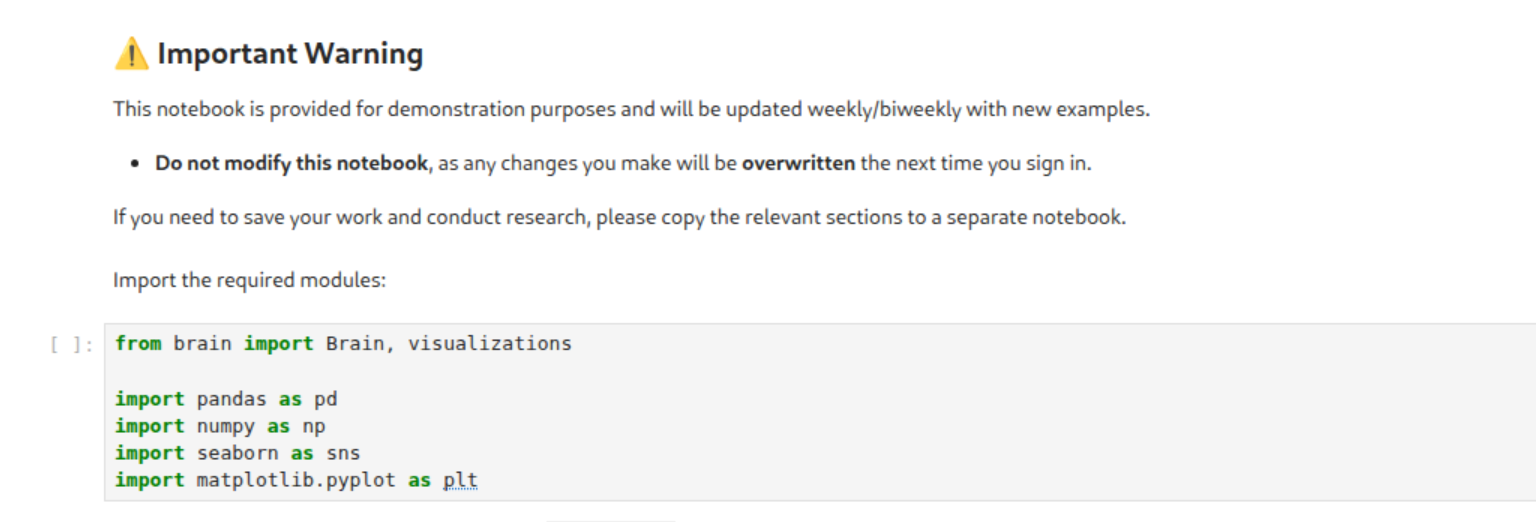 ⚠️ Important Warning
This notebook is provided for demonstration purposes and will be updated weekly/biweekly with new examples.
• Do not modify this notebook, as any changes you make will be overwritten the next time you sign in.
If you need to save your work and conduct research, please copy the relevant sections to a separate notebook.
Import the required modules:
[ ]: from brain import Brain, visualizations
import pandas as pd
import numpy as np
import seaborn as sns
import matplotlib.pyplot as plt